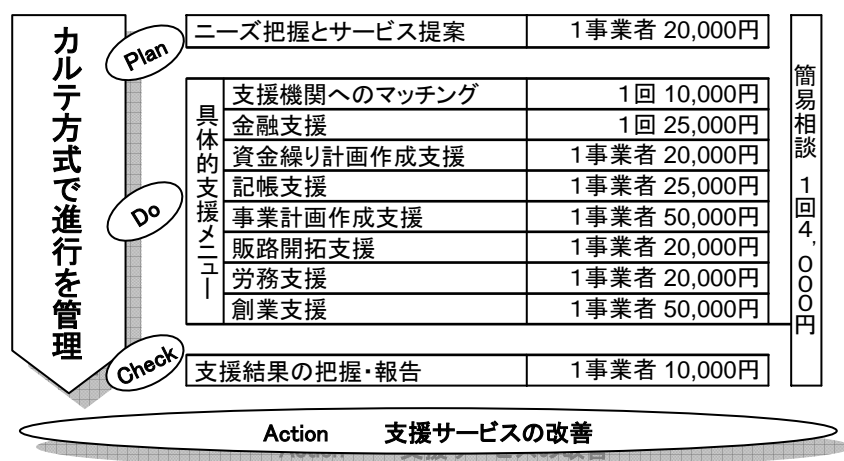 カルテ方式で進行を管理
Plan
ニーズ把握とサービス提案 1事業者 20,000円
Do
具体的支援メニュー
支援機関へのマッチング 1回 10,000円
金融支援 1回 25,000円
資金繰り計画作成支援 1事業者 20,000円
記帳支援 1事業者 25,000円
事業計画作成支援 1事業者 50,000円
販路開拓支援 1事業者 20,000円
労務支援 1事業者 20,000円
創業支援 1事業者 50,000円
Check
支援結果の把握・報告 1事業者 10,000円
簡易相談 1回4,000円
Action 支援サービスの改善